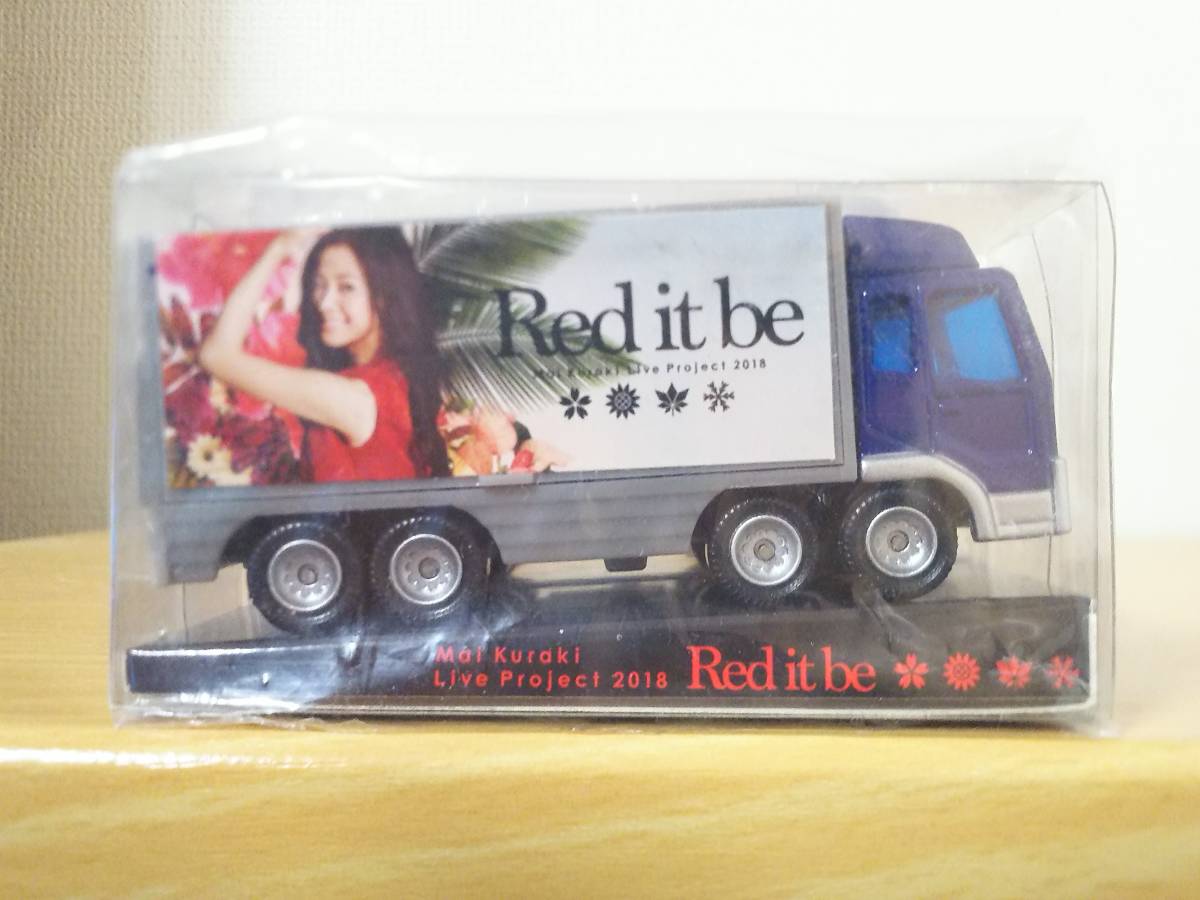 Red it be
Mai Kuraki Live Project 2018
Mai Kuraki
Live Project 2018
Red it be